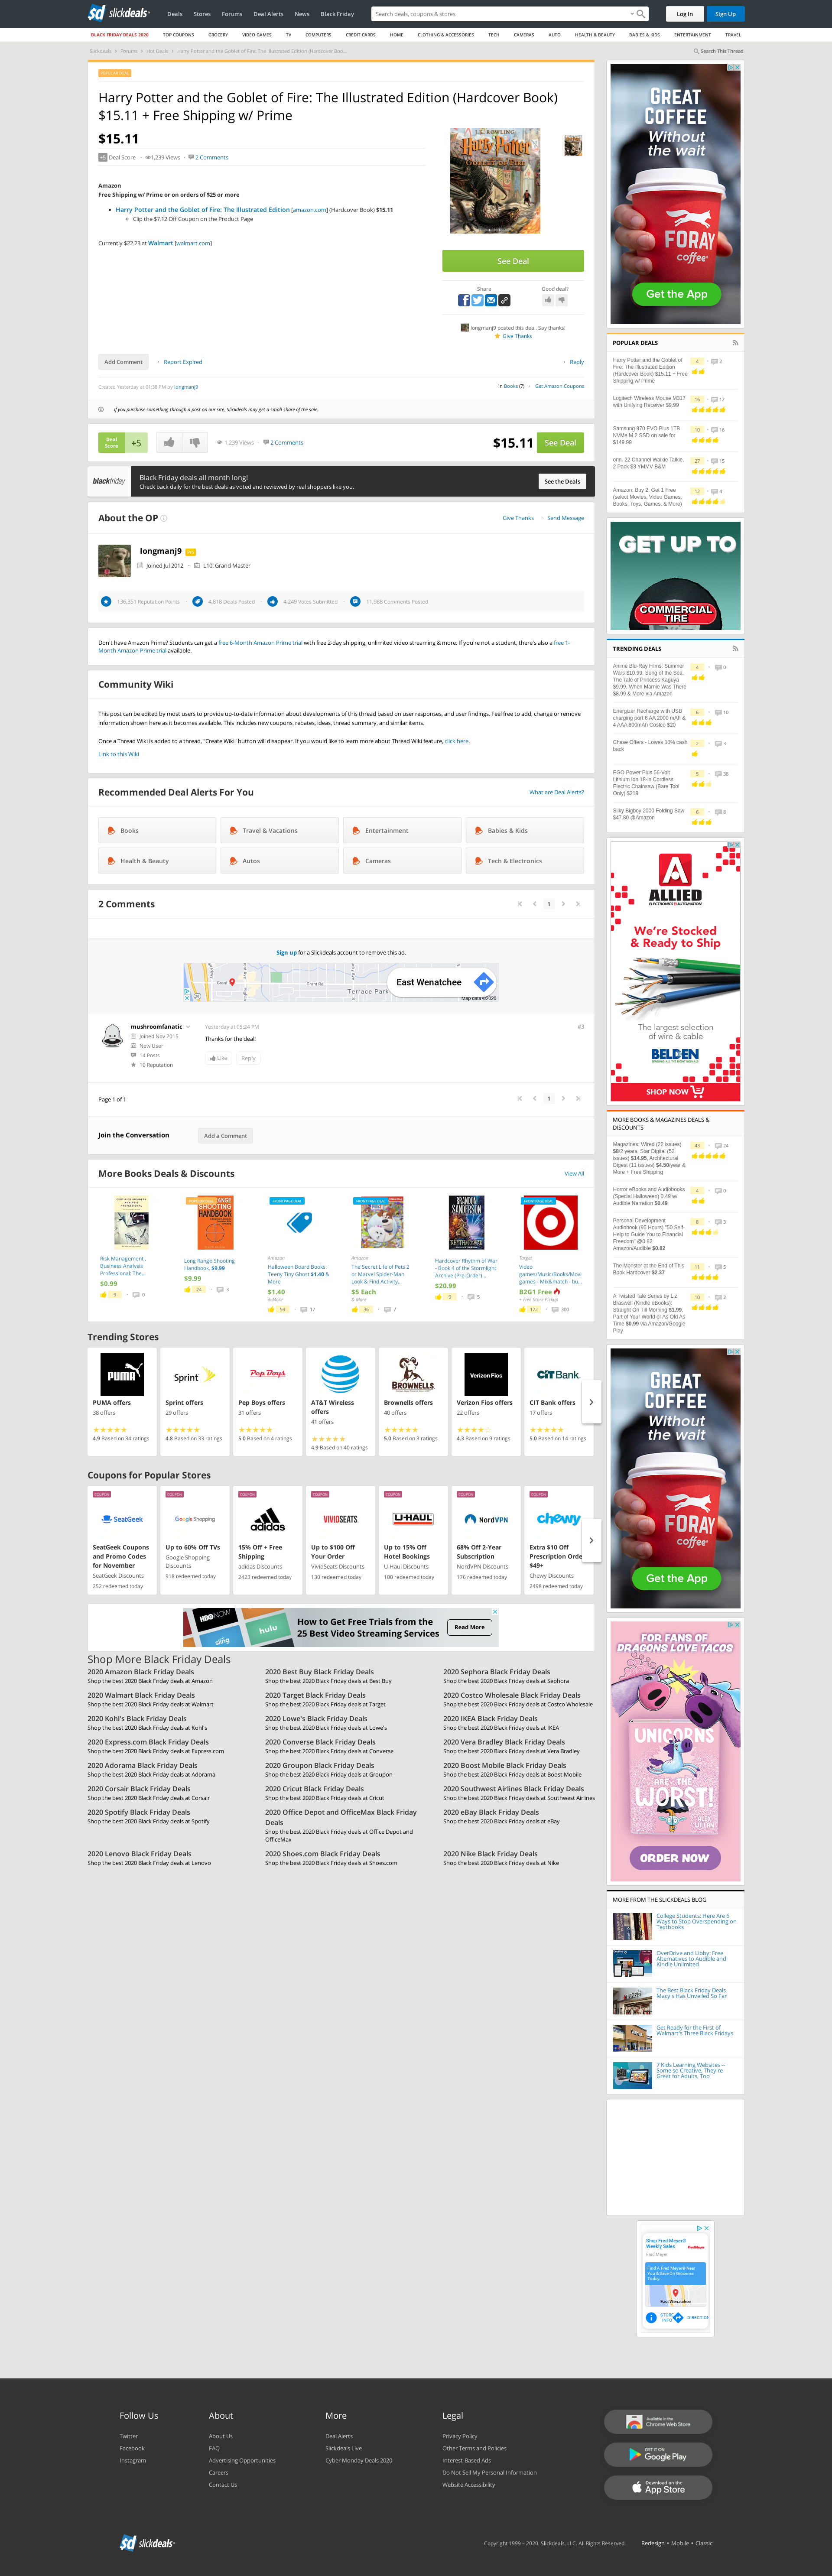 slickdeals
Deals Stores Forums Deal Alerts News Black Friday
Search deals, coupons & stores
Log In Sign Up
BLACK FRIDAY DEALS 2020 TOP COUPONS GROCERY VIDEO GAMES TV COMPUTERS CREDIT CARDS HOME CLOTHING & ACCESSORIES TECH CAMERAS AUTO HEALTH & BEAUTY BABIES & KIDS ENTERTAINMENT TRAVEL
Slickdeals Forums Hot Deals Harry Potter and the Goblet of Fire: The Illustrated Edition (Hardcover Boo...
Search This Thread
Harry Potter and the Goblet of Fire: The Illustrated Edition (Hardcover Book) $15.11 + Free Shipping w/ Prime
$15.11
+5 Deal Score 1,239 Views 2 Comments
Amazon
Free Shipping w/ Prime or on orders of $25 or more
Harry Potter and the Goblet of Fire: The Illustrated Edition [amazon.com] (Hardcover Book) $15.11
Clip the $7.12 Off Coupon on the Product Page
Currently $22.23 at Walmart [walmart.com]
See Deal
Share Good deal?
longmanj9 posted this deal. Say thanks!
Give Thanks
Add Comment Report Expired Reply
Created Yesterday at 01:38 PM by longmanj9
in Books (7) Get Amazon Coupons
If you purchase something through a post on our site, Slickdeals may get a small share of the sale.
Deal Score +5 1,239 Views 2 Comments $15.11 See Deal
blackfriday
Black Friday deals all month long!
Check back daily for the best deals as voted and reviewed by real shoppers like you.
See the Deals
About the OP Give Thanks Send Message
longmanj9 Pro
Joined Jul 2012 L10: Grand Master
136,351 Reputation Points 4,818 Deals Posted 4,249 Votes Submitted 11,988 Comments Posted
Don't have Amazon Prime? Students can get a free 6-Month Amazon Prime trial with free 2-day shipping, unlimited video streaming & more. If you're not a student, there's also a free 1-Month Amazon Prime trial available.
Community Wiki
This post can be edited by most users to provide up-to-date information about developments of this thread based on user responses, and user findings. Feel free to add, change or remove information shown here as it becomes available. This includes new coupons, rebates, ideas, thread summary, and similar items.
Once a Thread Wiki is added to a thread, "Create Wiki" button will disappear. If you would like to learn more about Thread Wiki feature, click here.
Link to this Wiki
Recommended Deal Alerts For You What are Deal Alerts?
Books Travel & Vacations Entertainment Babies & Kids
Health & Beauty Autos Cameras Tech & Electronics
2 Comments 1
Sign up for a Slickdeals account to remove this ad.
Terrace Park East Wenatchee
Map data ©2020
mushroomfanatic Yesterday at 05:24 PM #3
Joined Nov 2015
New User
14 Posts
10 Reputation
Thanks for the deal!
Like Reply
Page 1 of 1 1
Join the Conversation Add a Comment
More Books Deals & Discounts View All
Risk Management., Business Analysis Professional: The...
$0.99
9 0
Long Range Shooting Handbook, $9.99
$9.99
24 3
FRONTPAGE DEAL
Amazon
Halloween Board Books: Teeny Tiny Ghost $1.40 & More
$1.40
& More
59 17
FRONTPAGE DEAL
Amazon
The Secret Life of Pets 2 or Marvel Spider-Man Look & Find Activity...
$5 Each
& More
36 7
Hardcover Rhythm of War - Book 4 of the Stormlight Archive (Pre-Order)...
$20.99
9 5
FRONTPAGE DEAL
Target
Video games/Music/Books/Movi games - Mix&match - bu...
B2G1 Free
+ Free Store Pickup
172 300
Trending Stores
PUMA offers
38 offers
4.9 Based on 34 ratings
Sprint offers
29 offers
4.8 Based on 33 ratings
Pep Boys offers
31 offers
5.0 Based on 4 ratings
AT&T Wireless offers
41 offers
4.9 Based on 40 ratings
Brownells offers
40 offers
5.0 Based on 3 ratings
Verizon Fios offers
22 offers
4.3 Based on 9 ratings
CIT Bank offers
17 offers
5.0 Based on 14 ratings
Coupons for Popular Stores
COUPON
SeatGeek
SeatGeek Coupons and Promo Codes for November
SeatGeek Discounts
252 redeemed today
COUPON
Google Shopping
Up to 60% Off TVs
Google Shopping Discounts
918 redeemed today
COUPON
adidas
15% Off + Free Shipping
adidas Discounts
2423 redeemed today
COUPON
VIVIDSEATS
Up to $100 Off Your Order
VividSeats Discounts
130 redeemed today
COUPON
U-HAUL
Up to 15% Off Hotel Bookings
U-Haul Discounts
100 redeemed today
COUPON
NordVPN
68% Off 2-Year Subscription
NordVPN Discounts
176 redeemed today
COUPON
chewy
Extra $10 Off Prescription Orde $49+
Chewy Discounts
2498 redeemed today
HBO NOW sling hulu
How to Get Free Trials from the 25 Best Video Streaming Services
Read More
Shop More Black Friday Deals
2020 Amazon Black Friday Deals
Shop the best 2020 Black Friday deals at Amazon
2020 Best Buy Black Friday Deals
Shop the best 2020 Black Friday deals at Best Buy
2020 Sephora Black Friday Deals
Shop the best 2020 Black Friday deals at Sephora
2020 Walmart Black Friday Deals
Shop the best 2020 Black Friday deals at Walmart
2020 Target Black Friday Deals
Shop the best 2020 Black Friday deals at Target
2020 Costco Wholesale Black Friday Deals
Shop the best 2020 Black Friday deals at Costco Wholesale
2020 Kohl's Black Friday Deals
Shop the best 2020 Black Friday deals at Kohl's
2020 Lowe's Black Friday Deals
Shop the best 2020 Black Friday deals at Lowe's
2020 IKEA Black Friday Deals
Shop the best 2020 Black Friday deals at IKEA
2020 Express.com Black Friday Deals
Shop the best 2020 Black Friday deals at Express.com
2020 Converse Black Friday Deals
Shop the best 2020 Black Friday deals at Converse
2020 Vera Bradley Black Friday Deals
Shop the best 2020 Black Friday deals at Vera Bradley
2020 Adorama Black Friday Deals
Shop the best 2020 Black Friday deals at Adorama
2020 Groupon Black Friday Deals
Shop the best 2020 Black Friday deals at Groupon
2020 Boost Mobile Black Friday Deals
Shop the best 2020 Black Friday deals at Boost Mobile
2020 Corsair Black Friday Deals
Shop the best 2020 Black Friday deals at Corsair
2020 Cricut Black Friday Deals
Shop the best 2020 Black Friday deals at Cricut
2020 Southwest Airlines Black Friday Deals
Shop the best 2020 Black Friday deals at Southwest Airlines
2020 Spotify Black Friday Deals
Shop the best 2020 Black Friday deals at Spotify
2020 Office Depot and OfficeMax Black Friday Deals
Shop the best 2020 Black Friday deals at Office Depot and OfficeMax
2020 eBay Black Friday Deals
Shop the best 2020 Black Friday deals at eBay
2020 Lenovo Black Friday Deals
Shop the best 2020 Black Friday deals at Lenovo
2020 Shoes.com Black Friday Deals
Shop the best 2020 Black Friday deals at Shoes.com
2020 Nike Black Friday Deals
Shop the best 2020 Black Friday deals at Nike
GREAT COFFEE Without the wait
FORAY coffee
Get the App
POPULAR DEALS
Harry Potter and the Goblet of Fire: The Illustrated Edition (Hardcover Book) $15.11 + Free Shipping w/ Prime 4 2
Logitech Wireless Mouse M317 with Unifying Receiver $9.99 16 12
Samsung 970 EVO Plus 1TB NVMe M.2 SSD on sale for $149.99 10 16
onn. 22 Channel Walkie Talkie, 2 Pack $3 YMMV B&M 27 15
Amazon: Buy 2, Get 1 Free (select Movies, Video Games, Books, Toys, Games, & More) 12 4
GET UP TO
COMMERCIAL TIRE
TRENDING DEALS
Anime Blu-Ray Films: Summer Wars $10.99, Song of the Sea, The Tale of Princess Kaguya $9.99, When Marnie Was There $6.99 & More via Amazon 4 0
Energizer Recharge with USB charging port 6 AA 2000 mAh & 4 AAA 800mAh Costco $20 6 10
Chase Offers - Lowes 10% cash back 2 3
EGO Power Plus 56-Volt Lithium ion 18-in Cordless Electric Chainsaw (Bare Tool Only) $219 5 38
Silky Bigboy 2000 Folding Saw $47.80 @Amazon 6 8
ALLIED ELECTRONICS & AUTOMATION
We're Stocked & Ready to Ship
The largest selection of wire & cable
BELDEN
SHOP NOW
MORE BOOKS & MAGAZINES DEALS & DISCOUNTS
Magazines: Wired (22 issues) $8/2 years, Star Digital (52 issues) $14.95, Architectural Digest (11 issues) $4.50/year & More + Free Shipping 43 24
Horror eBooks and Audiobooks (Special Halloween) 0.49 w/ Audible Narration $0.49 4 0
Personal Development Audiobook (85 Hours) "50 Self-Help to Guide You to Financial Freedom" @0.82 Amazon/Audible $0.82 8 3
The Monster at the End of This Book Hardcover $2.37 11 5
A Twisted Tale Series by Liz Braswell (Kindle eBooks): Straight On Till Morning $1.99, Part of Your World or As Old As Time $0.99 via Amazon/Google Play 10 2
GREAT COFFEE Without the wait
FORAY coffee
Get the App
FOR FANS OF DRAGONS LOVE TACOS
UNICORNS ARE THE WORST!
ALEX WILLAN
ORDER NOW
MORE FROM THE SLICKDEALS BLOG
College Students: Here Are 6 Ways to Stop Overspending on Textbooks
OverDrive and Libby: Free Alternatives to Audible and Kindle Unlimited
The Best Black Friday Deals Macy's Has Unveiled So Far
Get Ready for the First of Walmart's Three Black Fridays
7 Kids Learning Websites – Some so Creative, They're Great for Adults, Too
Shop Fred Meyer® Weekly Sales
Fred Meyer
Find A Fred Meyer® Near You & Save On Groceries Today
East Wenatchee
STORE INFO DIRECTION
Follow Us About More Legal
Twitter About Us Deal Alerts Privacy Policy
Facebook FAQ Slickdeals Live Other Terms and Policies
Instagram Advertising Opportunities Cyber Monday Deals 2020 Interest-Based Ads
Careers Do Not Sell My Personal Information
Contact Us Website Accessibility
Available in the Chrome Web Store
GET IT ON Google Play
Download on the App Store
slickdeals
Copyright 1999 – 2020. Slickdeals, LLC. All Rights Reserved. Redesign • Mobile • Classic